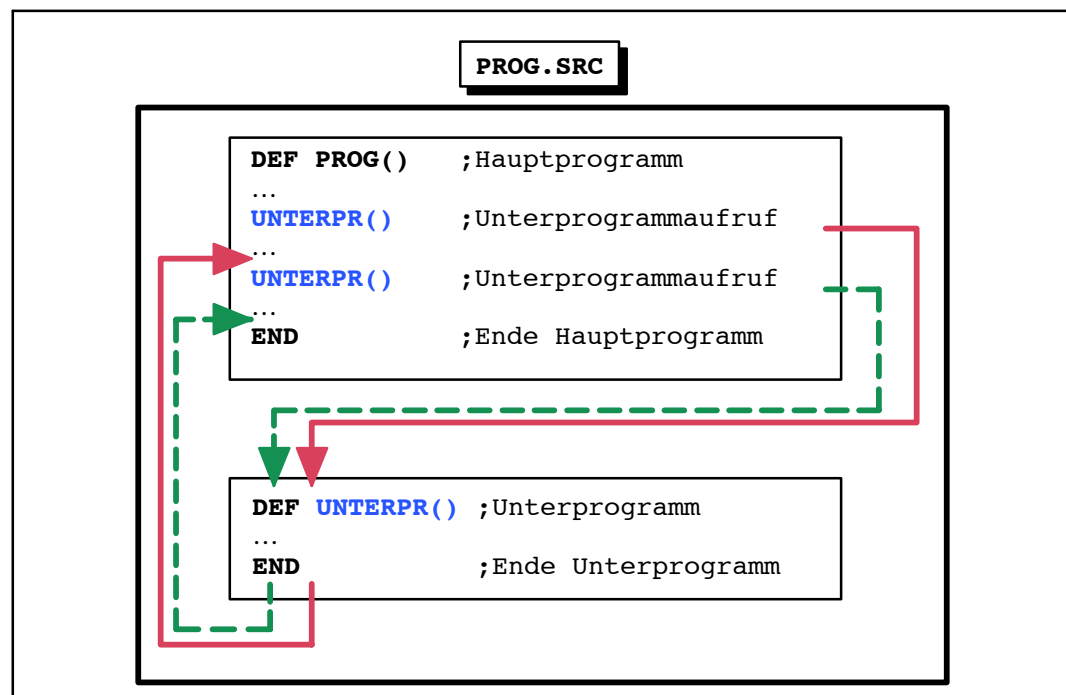 PROG.SRC
DEF PROG() ;Hauptprogramm
...
UNTERPR() ;Unterprogrammaufruf
...
UNTERPR() ;Unterprogrammaufruf
...
END ;Ende Hauptprogramm
DEF UNTERPR() ;Unterprogramm
...
END ;Ende Unterprogramm